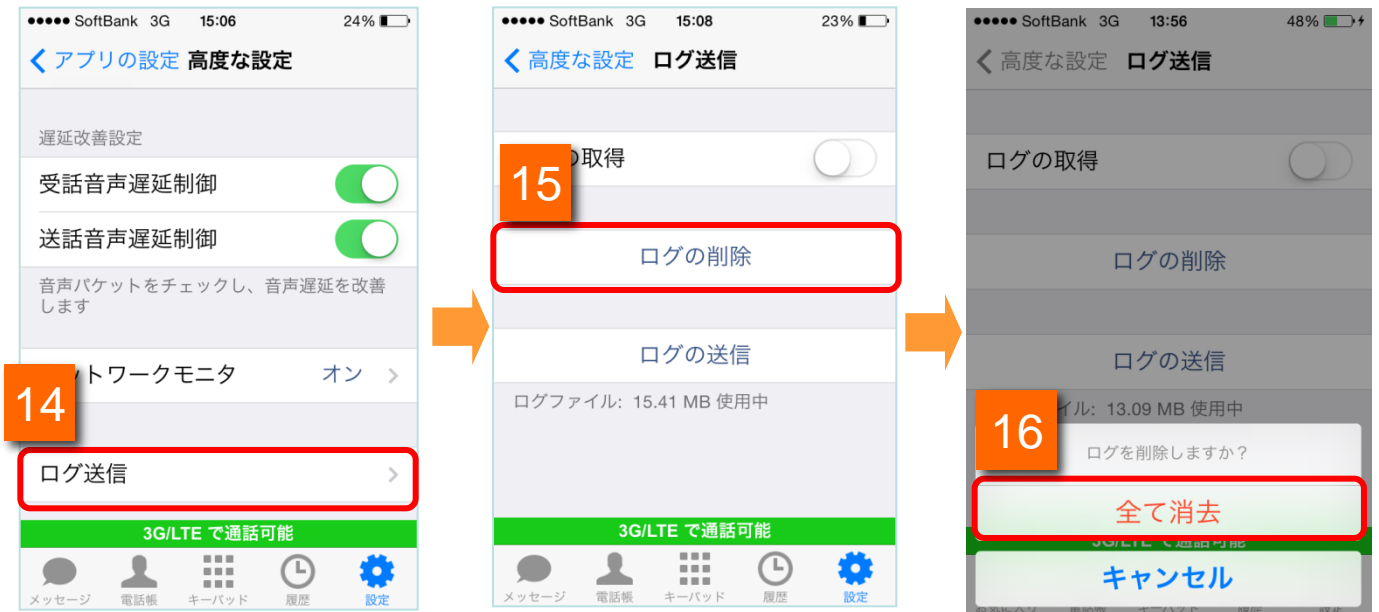 SoftBank 3G 15:06 24%
アプリの設定 高度な設定
遅延改善設定
受話音声遅延制御
送話音声遅延制御
音声パケットをチェックし、音声遅延を改善
します
ットワークモニタ オン
14
ログ送信
3G/LTE で通話可能
メッセージ 電話帳 キーパッド 履歴 設定
SoftBank 3G 15:08 23%
高度な設定 ログ送信
の取得
15
ログの削除
ログの送信
ログファイル: 15.41 MB 使用中
3G/LTE で通話可能
メッセージ 電話帳 キーパッド 履歴 設定
SoftBank 3G 13:56 48%
高度な設定 ログ送信
ログの取得
ログの削除
ログの送信
イル: 13.09 MB 使用中
16
ログを削除しますか？
全て消去
3G/LTE で通話可能
キャンセル